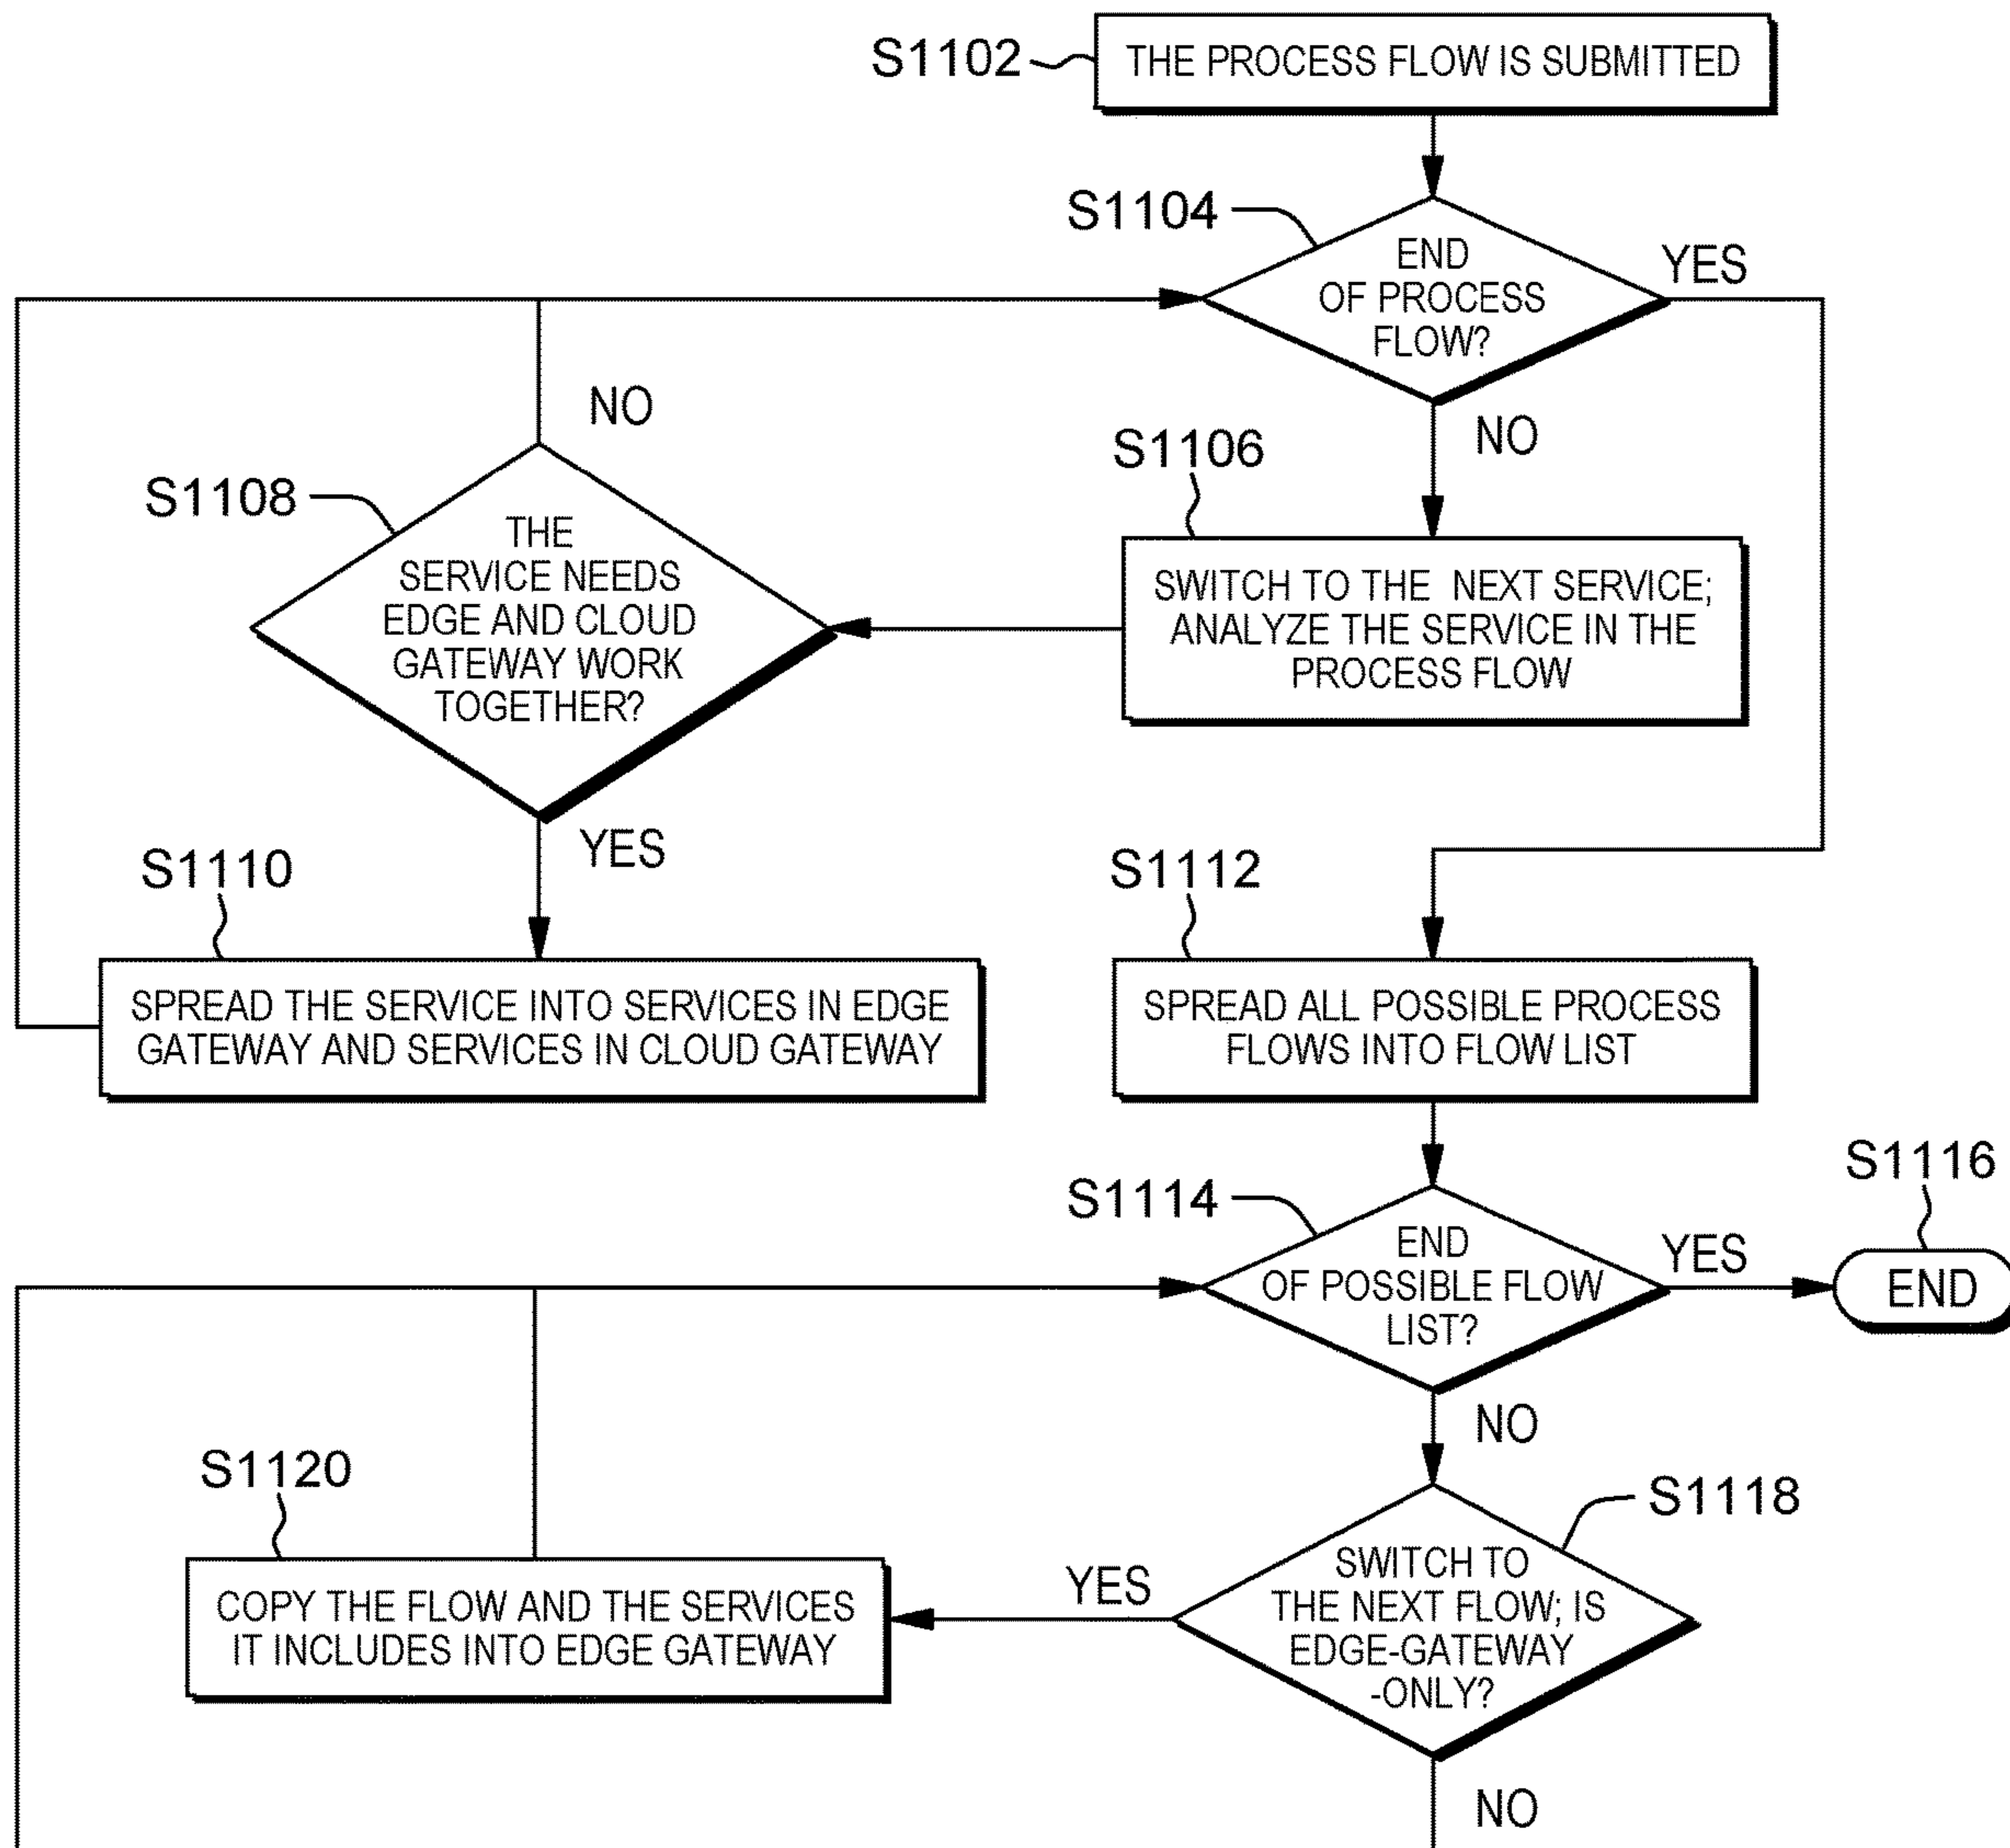 S1102
THE PROCESS FLOW IS SUBMITTED
S1104
END
OF PROCESS
FLOW?
YES
NO
NO
S1106
S1108
THE
SERVICE NEEDS
EDGE AND CLOUD
GATEWAY WORK
TOGETHER?
SWITCH TO THE NEXT SERVICE;
ANALYZE THE SERVICE IN THE
PROCESS FLOW
YES
S1110
S1112
SPREAD THE SERVICE INTO SERVICES IN EDGE
GATEWAY AND SERVICES IN CLOUD GATEWAY
SPREAD ALL POSSIBLE PROCESS
FLOWS INTO FLOW LIST
S1114
END
OF POSSIBLE FLOW
LIST?
YES
S1116
END
NO
S1120
S1118
COPY THE FLOW AND THE SERVICES
IT INCLUDES INTO EDGE GATEWAY
YES
SWITCH TO
THE NEXT FLOW; IS
EDGE-GATEWAY
-ONLY?
NO